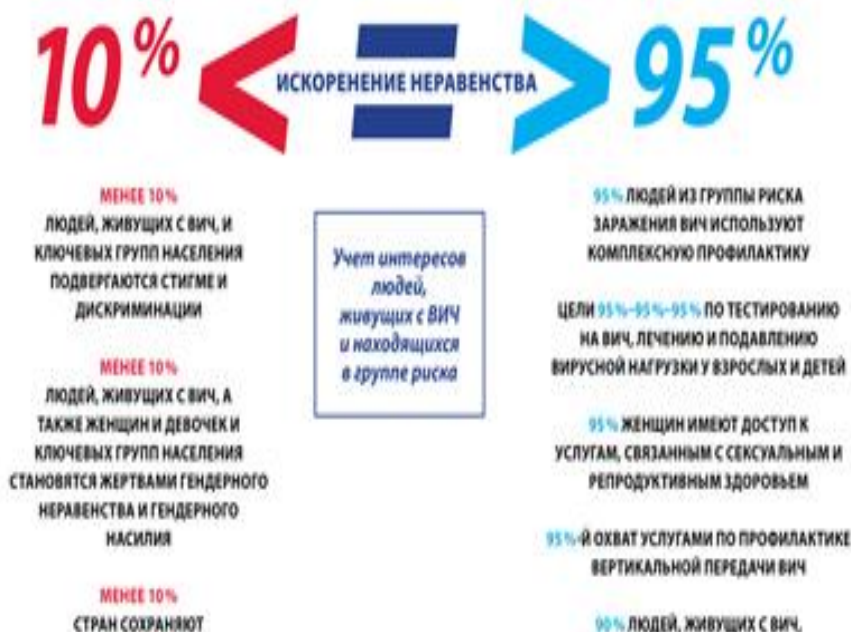 10%
ИСКОРЕНЕНИЕ НЕРАВЕНСТВА
95%
МЕНЕЕ 10%
ЛЮДЕЙ, ЖИВУЩИХ С ВИЧ, И
КЛЮЧЕВЫХ ГРУПП НАСЕЛЕНИЯ
ПОДВЕРГАЮТСЯ СТИГМЕ И
ДИСКРИМИНАЦИИ
МЕНЕЕ 10%
ЛЮДЕЙ, ЖИВУЩИХ С ВИЧ, А
ТАКЖЕ ЖЕНЩИН И ДЕВОЧЕК И
КЛЮЧЕВЫХ ГРУПП НАСЕЛЕНИЯ
СТАНОВЯТСЯ ЖЕРТВАМИ ГЕНДЕРНОГО
НЕРАВЕНСТВА И ГЕНДЕРНОГО
НАСИЛИЯ
МЕНЕЕ 10%
СТРАН СОХРАНЯЮТ
Учет интересов
людей,
живущих с ВИЧ
и находящихся
в группе риска
95% ЛЮДЕЙ ИЗ ГРУППЫ РИСКА
ЗАРАЖЕНИЯ ВИЧ ИСПОЛЬЗУЮТ
КОМПЛЕКСНУЮ ПРОФИЛАКТИКУ
ЦЕЛИ 95%-95%-95% ПО ТЕСТИРОВАНИЮ
НА ВИЧ, ЛЕЧЕНИЮ И ПОДАВЛЕНИЮ
ВИРУСНОЙ НАГРУЗКИ У ВЗРОСЛЫХ И ДЕТЕЙ
95% ЖЕНЩИН ИМЕЮТ ДОСТУП К
УСЛУГАМ, СВЯЗАННЫМ С СЕКСУАЛЬНЫМ И
РЕПРОДУКТИВНЫМ ЗДОРОВЬЕМ
95%-Й ОХВАТ УСЛУГАМИ ПО ПРОФИЛАКТИКЕ
ВЕРТИКАЛЬНОЙ ПЕРЕДАЧИ ВИЧ
90% ЛЮДЕЙ, ЖИВУЩИХ С ВИЧ,